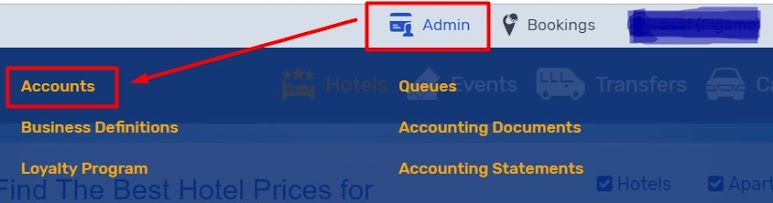 Admin Bookings
Accounts Hotels Queues Events Transfers
Business Definitions Accounting Documents
Loyalty Program Accounting Statements
Find The Best Hotel Prices for Hotels Apart